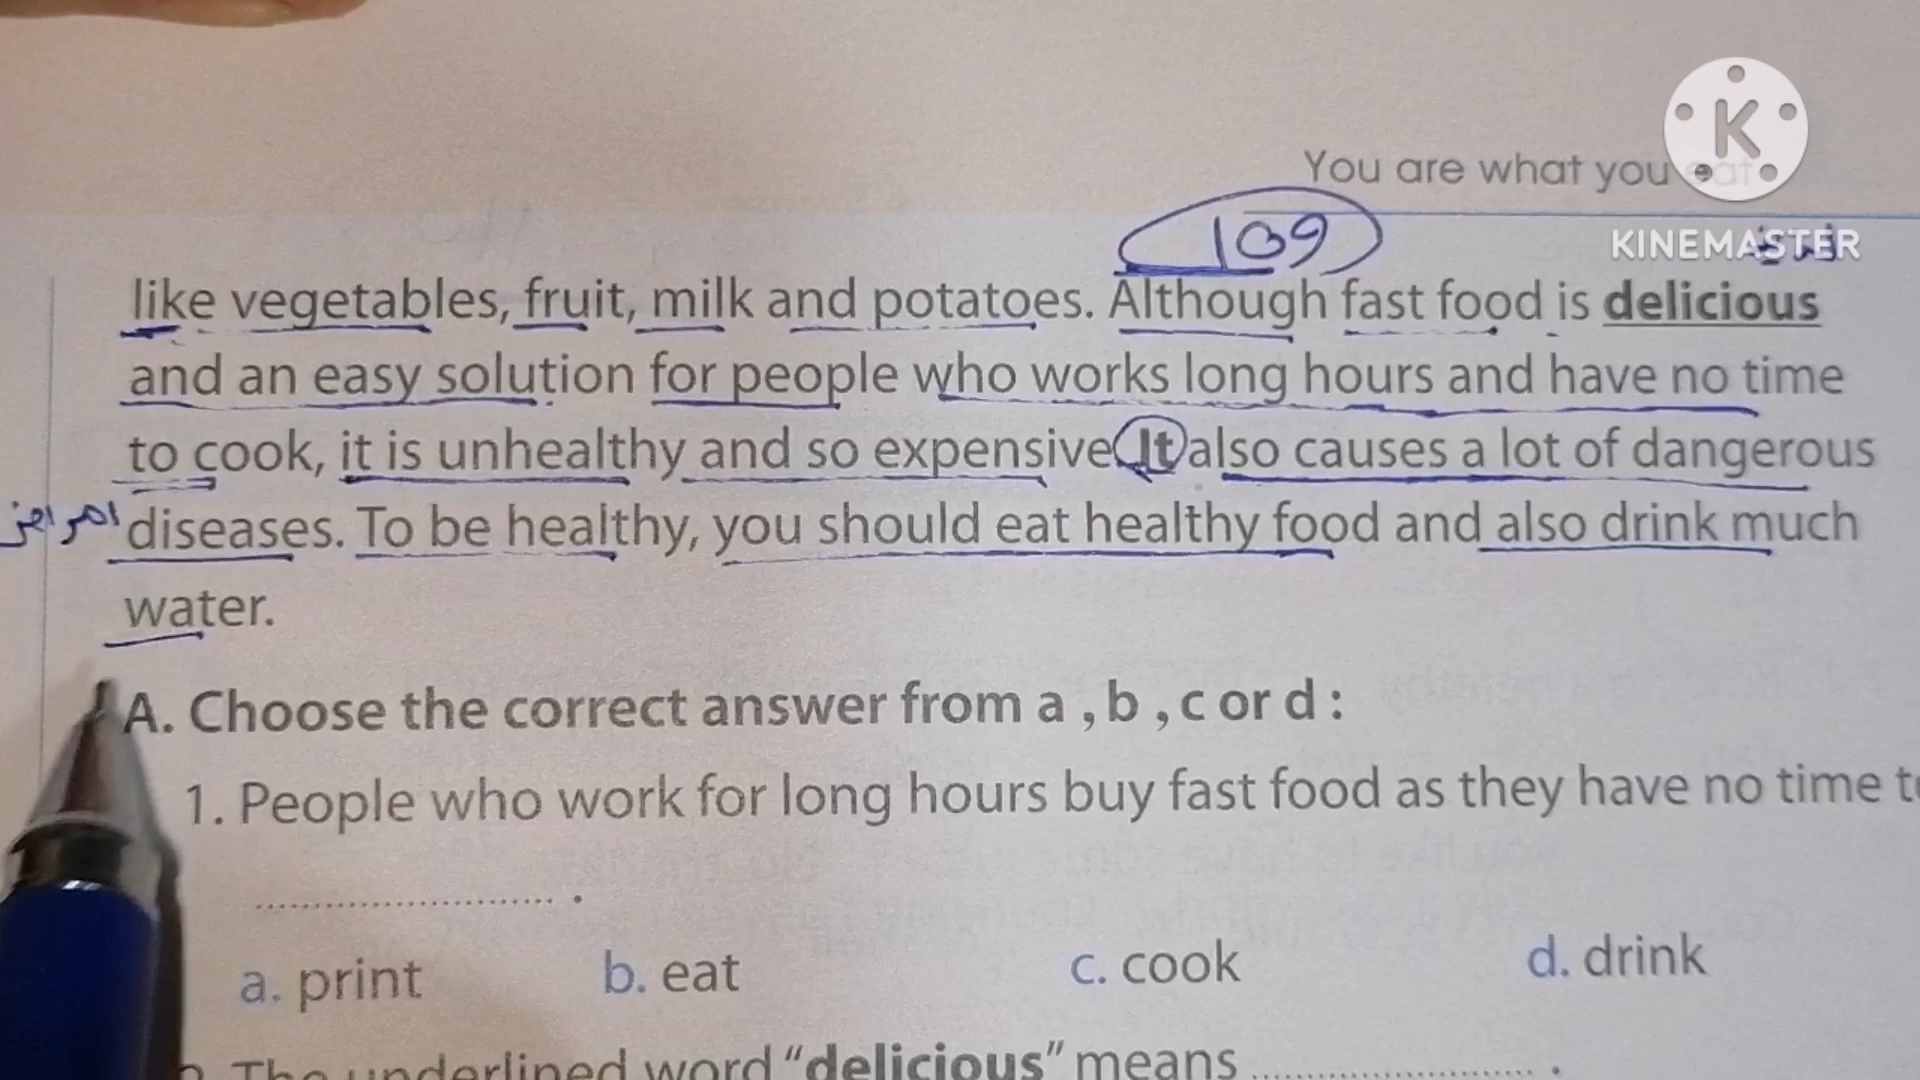 You are what you eat
KINEMASTER
109
like vegetables, fruit, milk and potatoes. Although fast food is delicious
and an easy solution for people who works long hours and have no time
to cook, it is unhealthy and so expensive. It also causes a lot of dangerous
امراض diseases. To be healthy, you should eat healthy food and also drink much
water.
A. Choose the correct answer from a , b , c or d :
1. People who work for long hours buy fast food as they have no time to
.............................. .
a. print b. eat c. cook d. drink
The underlined word “delicious” means .............................. .